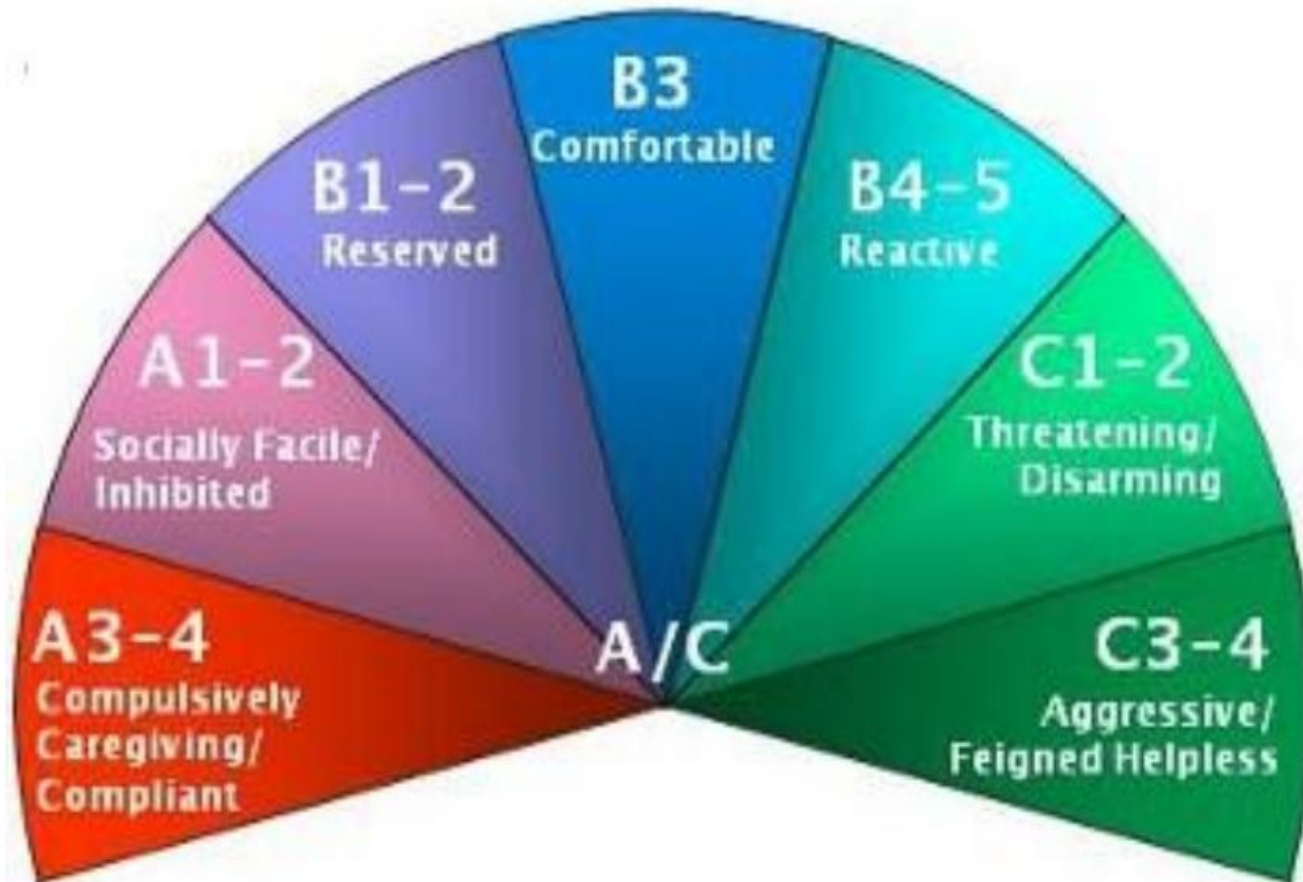 B3
Comfortable
B1-2
Reserved
B4-5
Reactive
A1-2
Socially Facile/
Inhibited
C1-2
Threatening/
Disarming
A3-4
Compulsively
Caregiving/
Compliant
A/C
C3-4
Aggressive/
Feigned Helpless